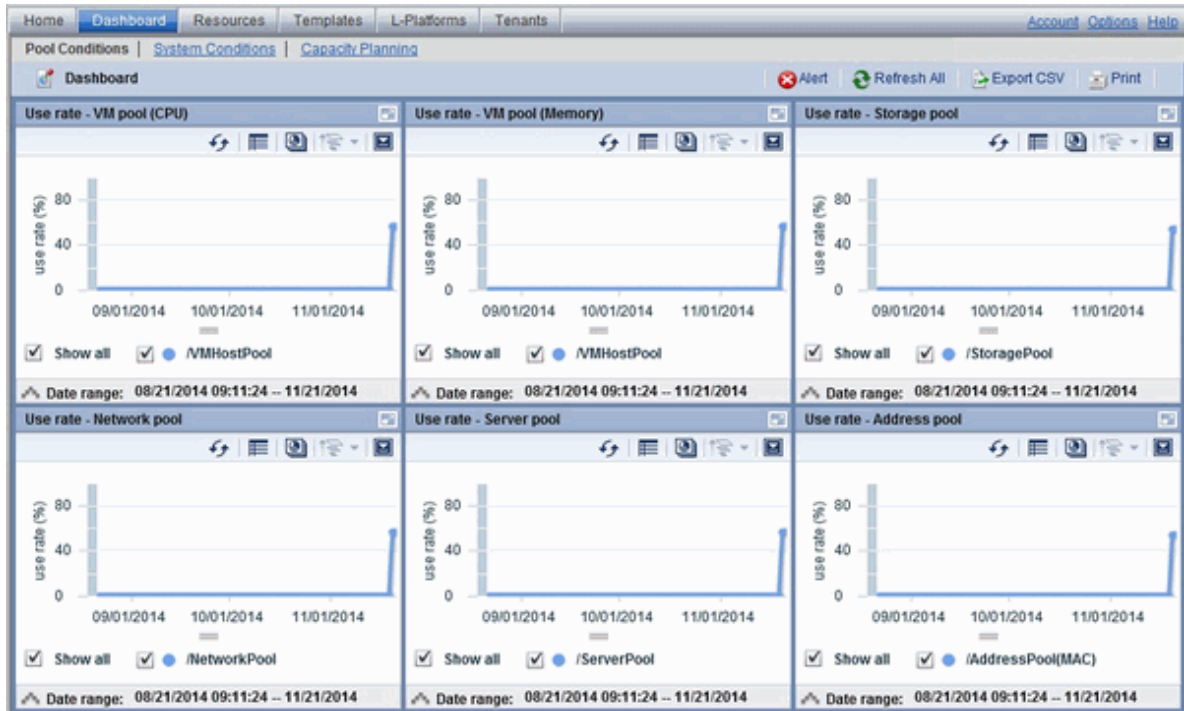 Home Dashboard Resources Templates L-Platforms Tenants Account Options Help
Pool Conditions | System Conditions | Capacity Planning
Dashboard Alert Refresh All Export CSV Print
Use rate - VM pool (CPU)
use rate (%)
80
40
0
09/01/2014 10/01/2014 11/01/2014
Show all /VMHostPool
Date range: 08/21/2014 09:11:24 -- 11/21/2014
Use rate - VM pool (Memory)
use rate (%)
80
40
0
09/01/2014 10/01/2014 11/01/2014
Show all /VMHostPool
Date range: 08/21/2014 09:11:24 -- 11/21/2014
Use rate - Storage pool
use rate (%)
80
40
0
09/01/2014 10/01/2014 11/01/2014
Show all /StoragePool
Date range: 08/21/2014 09:11:24 -- 11/21/2014
Use rate - Network pool
use rate (%)
80
40
0
09/01/2014 10/01/2014 11/01/2014
Show all /NetworkPool
Date range: 08/21/2014 09:11:24 -- 11/21/2014
Use rate - Server pool
use rate (%)
80
40
0
09/01/2014 10/01/2014 11/01/2014
Show all /ServerPool
Date range: 08/21/2014 09:11:24 -- 11/21/2014
Use rate - Address pool
use rate (%)
80
40
0
09/01/2014 10/01/2014 11/01/2014
Show all /AddressPool(MAC)
Date range: 08/21/2014 09:11:24 -- 11/21/2014